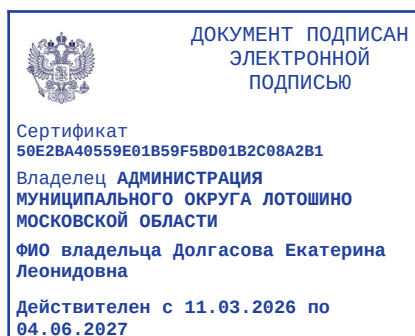 ДОКУМЕНТ ПОДПИСАН
ЭЛЕКТРОННОЙ
ПОДПИСЬЮ
Сертификат
50E2BA40559E01B59F5BD01B2C08A2B1
Владелец АДМИНИСТРАЦИЯ
МУНИЦИПАЛЬНОГО ОКРУГА ЛОТОШИНО
МОСКОВСКОЙ ОБЛАСТИ
ФИО владельца Долгасова Екатерина
Леонидовна
Действителен с 11.03.2026 по
04.06.2027